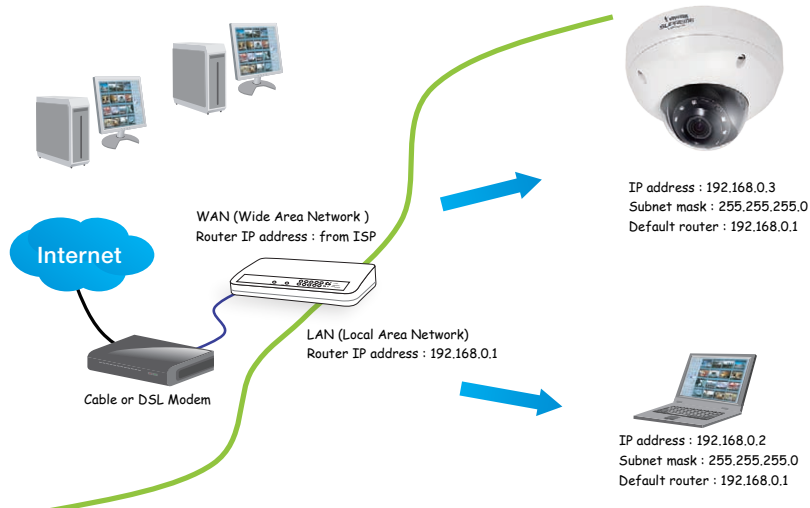 SUPREME
WAN (Wide Area Network )
Router IP address : from ISP
Internet
LAN (Local Area Network)
Router IP address : 192.168.0.1
Cable or DSL Modem
IP address : 192.168.0.3
Subnet mask : 255.255.255.0
Default router : 192.168.0.1
IP address : 192.168.0.2
Subnet mask : 255.255.255.0
Default router : 192.168.0.1